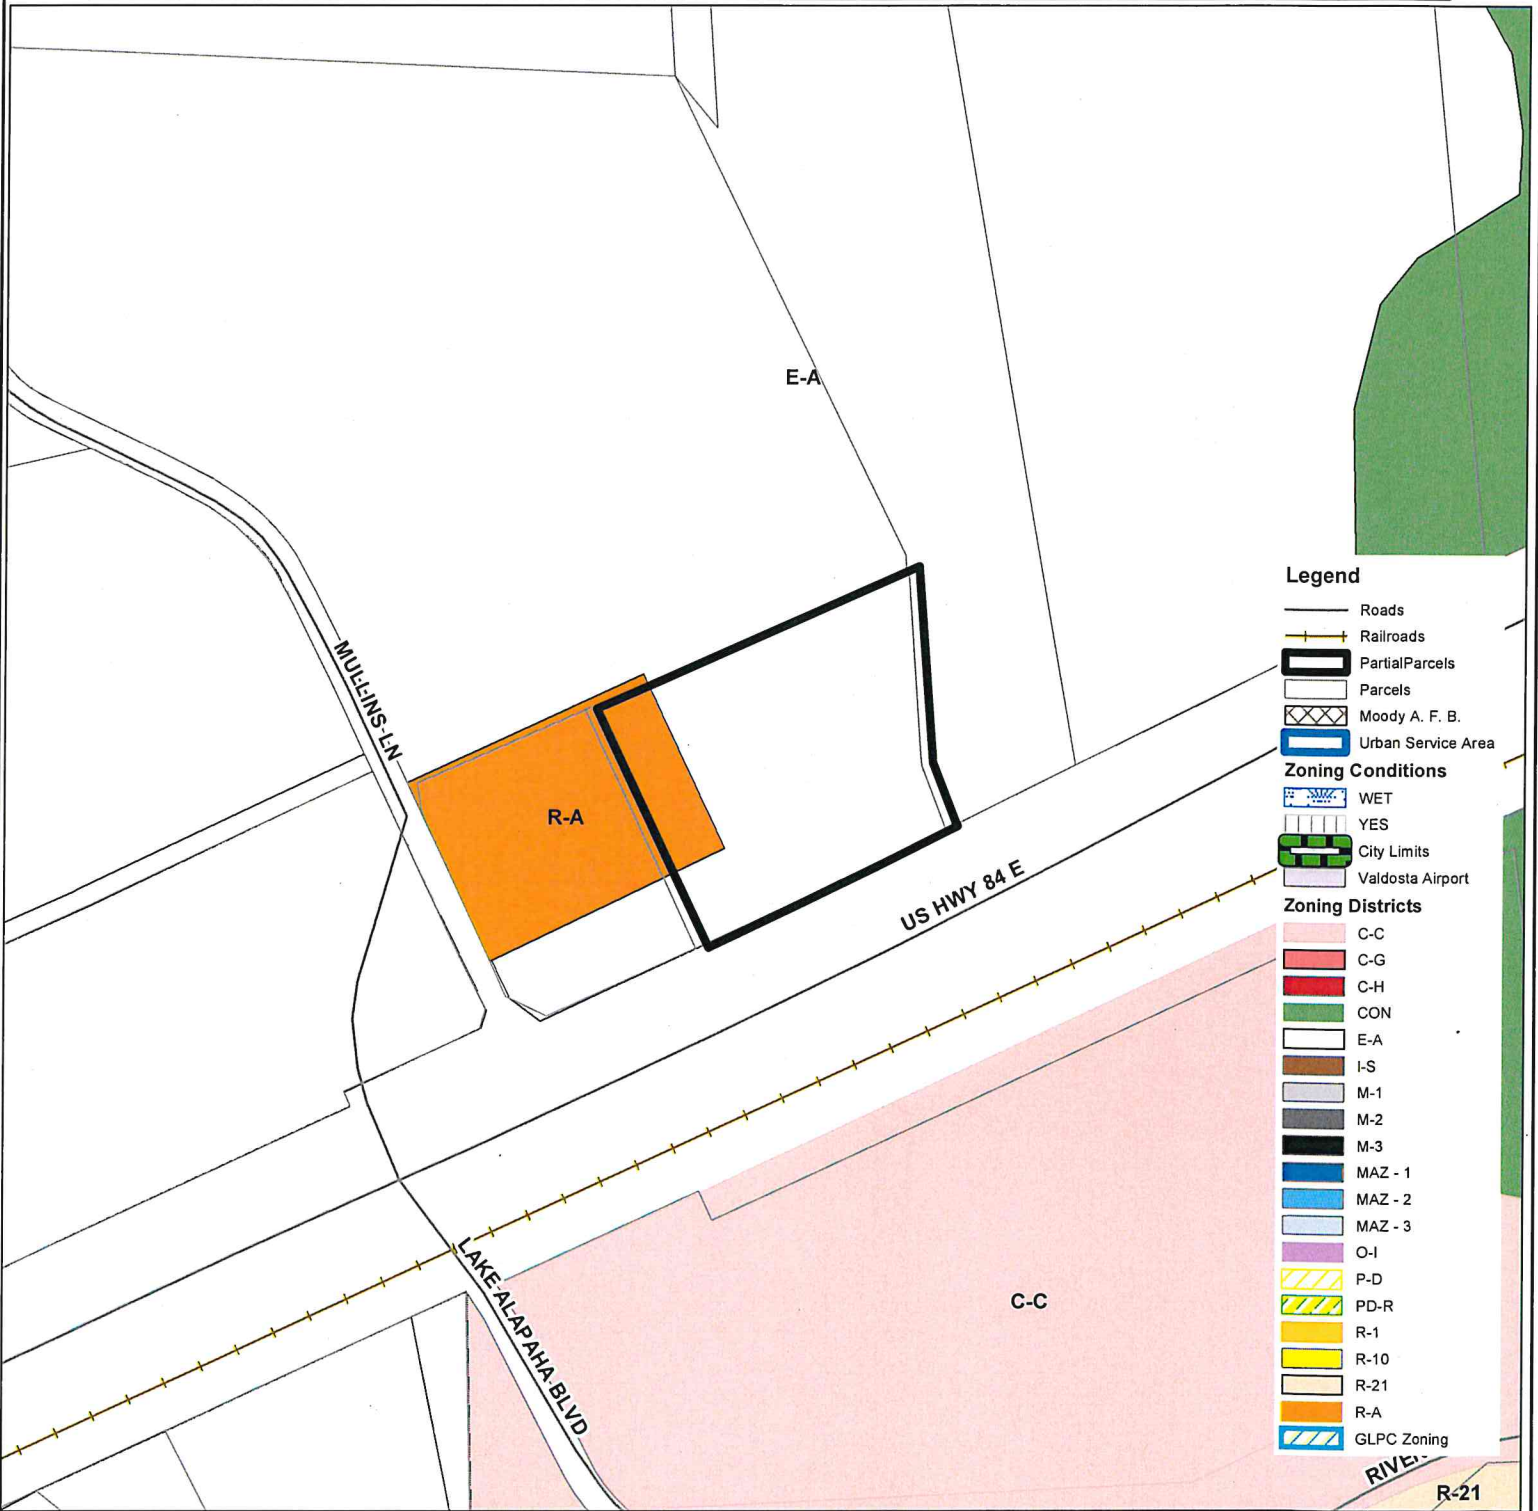 E-A
MULLINS LN
R-A
US HWY 84 E
LAKE ALAPAHA BLVD
C-C
Legend
Roads
Railroads
PartialParcels
Parcels
Moody A. F. B.
Urban Service Area
Zoning Conditions
WET
YES
City Limits
Valdosta Airport
Zoning Districts
C-C
C-G
C-H
CON
E-A
I-S
M-1
M-2
M-3
MAZ - 1
MAZ - 2
MAZ - 3
O-I
P-D
PD-R
R-1
R-10
R-21
R-A
GLPC Zoning
R-21